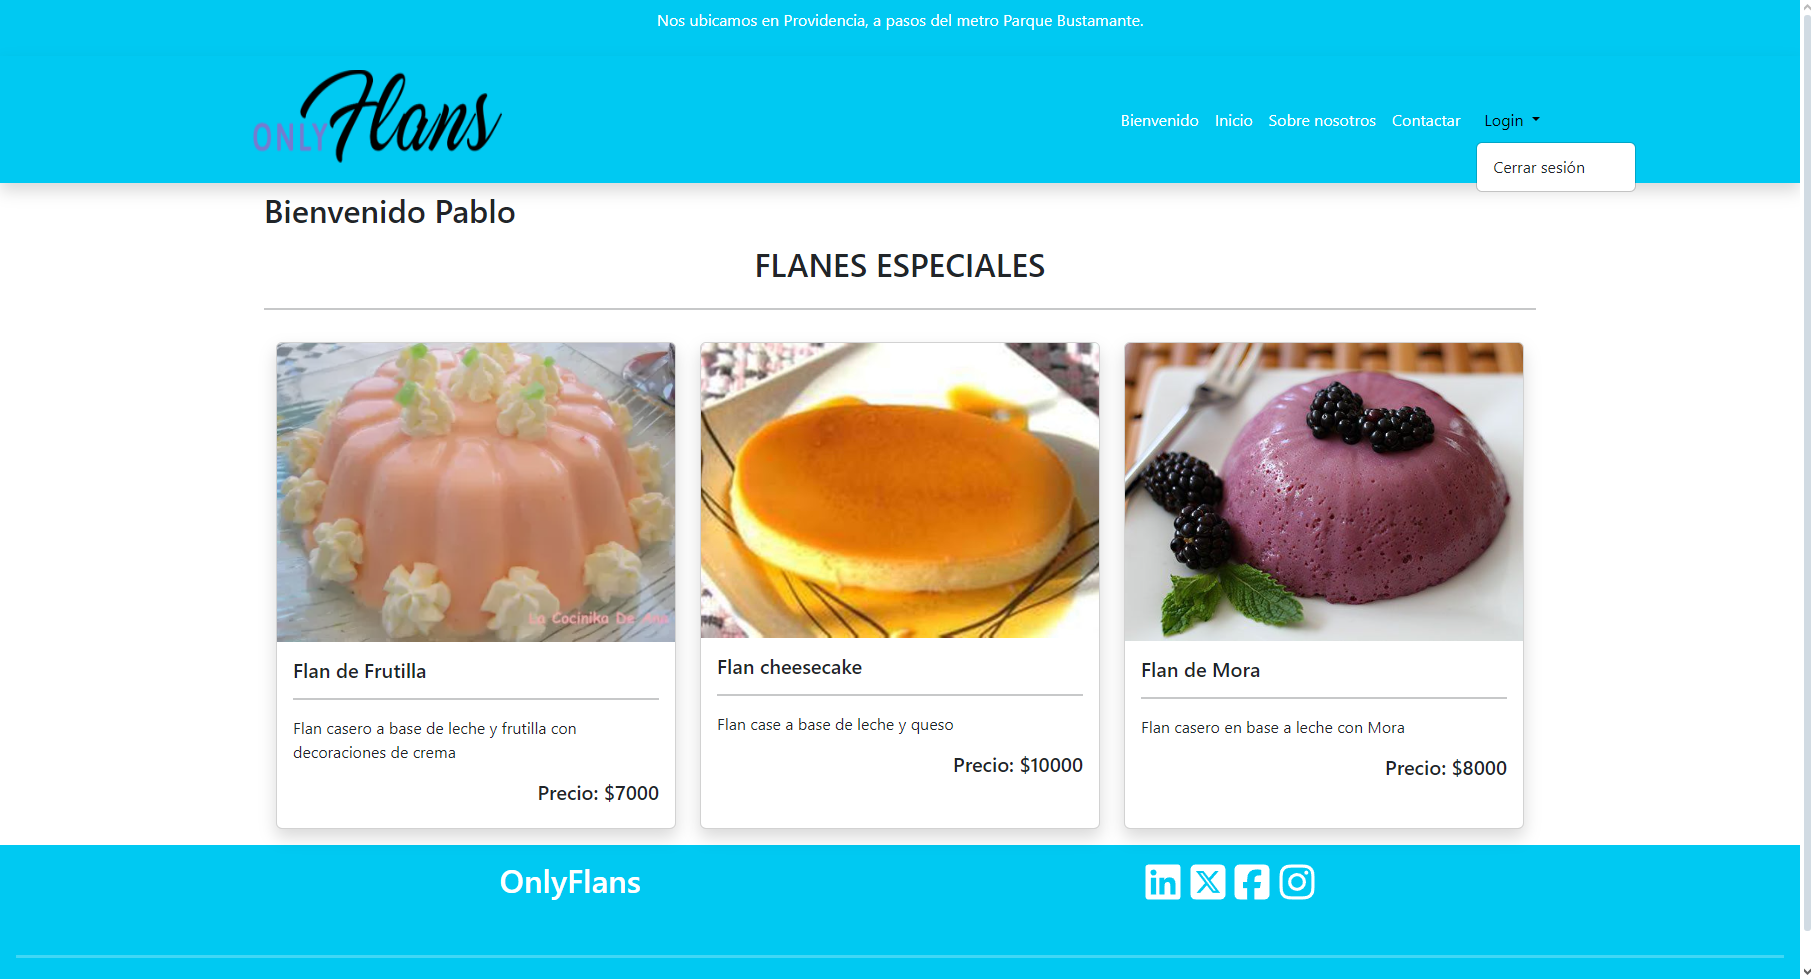 Nos ubicamos en Providencia, a pasos del metro Parque Bustamante.
ONLY Flans
Bienvenido Inicio Sobre nosotros Contactar Login
Cerrar sesión
Bienvenido Pablo
FLANES ESPECIALES
La Cocinika De Ana
Flan de Frutilla
Flan casero a base de leche y frutilla con
decoraciones de crema
Precio: $7000
Flan cheesecake
Flan case a base de leche y queso
Precio: $10000
Flan de Mora
Flan casero en base a leche con Mora
Precio: $8000
OnlyFlans